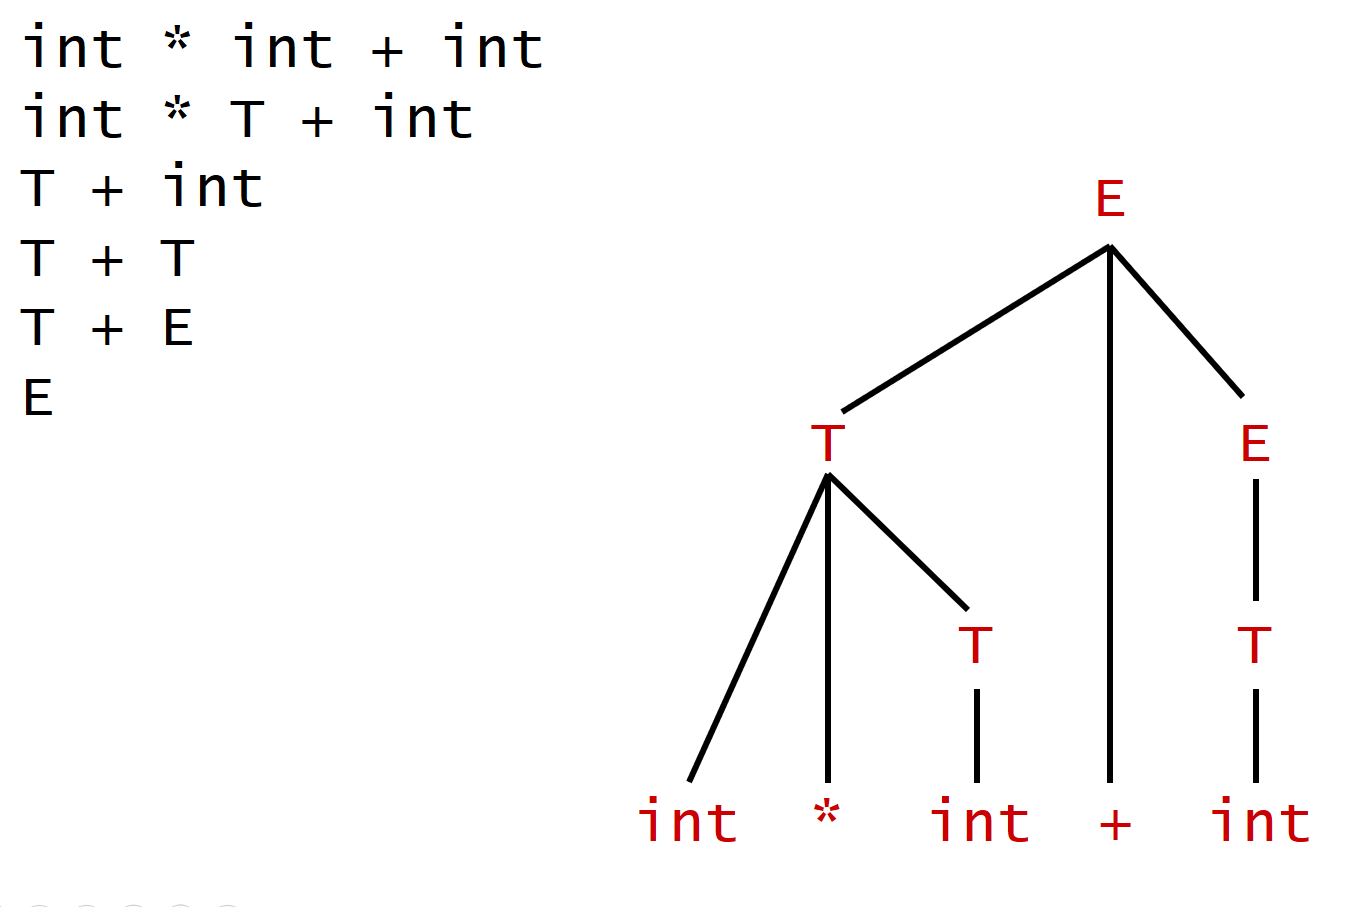 int * int + int
int * T + int
T + int
T + T
T + E
E
E
T E
T T
int * int + int